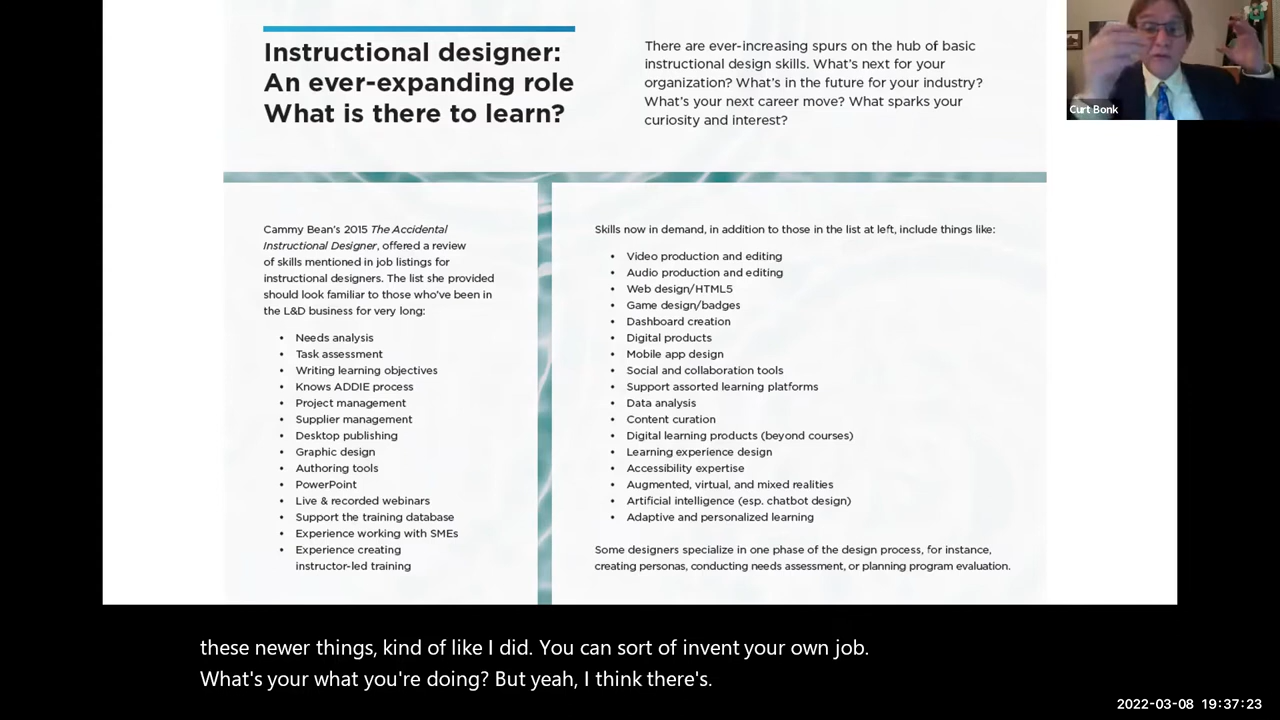 Instructional designer:
An ever-expanding role
What is there to learn?
There are ever-increasing spurs on the hub of basic
instructional design skills. What's next for your
organization? What's in the future for your industry?
What's your next career move? What sparks your
curiosity and interest?
Curt Bonk
Cammy Bean's 2015 The Accidental
Instructional Designer, offered a review
of skills mentioned in job listings for
instructional designers. The list she provided
should look familiar to those who've been in
the L&D business for very long:
• Needs analysis
• Task assessment
• Writing learning objectives
• Knows ADDIE process
• Project management
• Supplier management
• Desktop publishing
• Graphic design
• Authoring tools
• PowerPoint
• Live & recorded webinars
• Support the training database
• Experience working with SMEs
• Experience creating
instructor-led training
Skills now in demand, in addition to those in the list at left, include things like:
• Video production and editing
• Audio production and editing
• Web design/HTML5
• Game design/badges
• Dashboard creation
• Digital products
• Mobile app design
• Social and collaboration tools
• Support assorted learning platforms
• Data analysis
• Content curation
• Digital learning products (beyond courses)
• Learning experience design
• Accessibility expertise
• Augmented, virtual, and mixed realities
• Artificial intelligence (esp. chatbot design)
• Adaptive and personalized learning
Some designers specialize in one phase of the design process, for instance,
creating personas, conducting needs assessment, or planning program evaluation.
these newer things, kind of like I did. You can sort of invent your own job.
What's your what you're doing? But yeah, I think there's.
2022-03-08 19:37:23